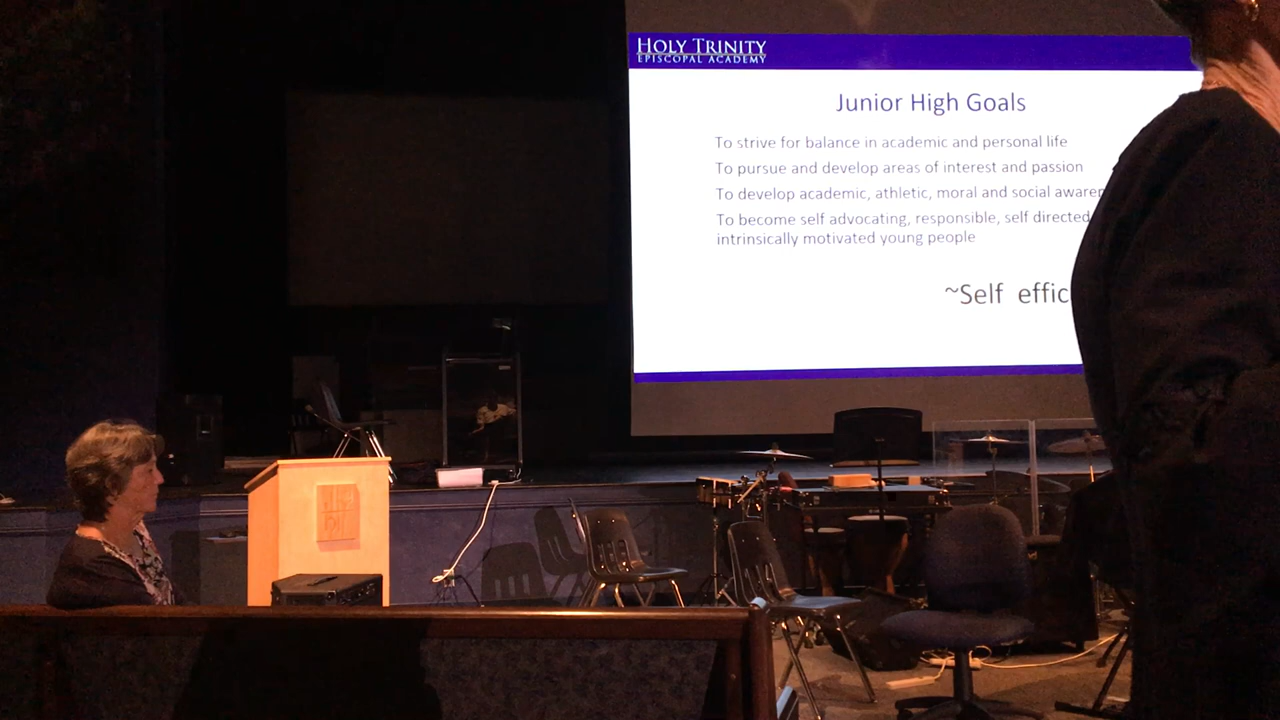 HOLY TRINITY
EPISCOPAL ACADEMY
Junior High Goals
To strive for balance in academic and personal life
To pursue and develop areas of interest and passion
To develop academic, athletic, moral and social
To become self advocating, responsible, self directed
intrinsically motivated young people
~Self